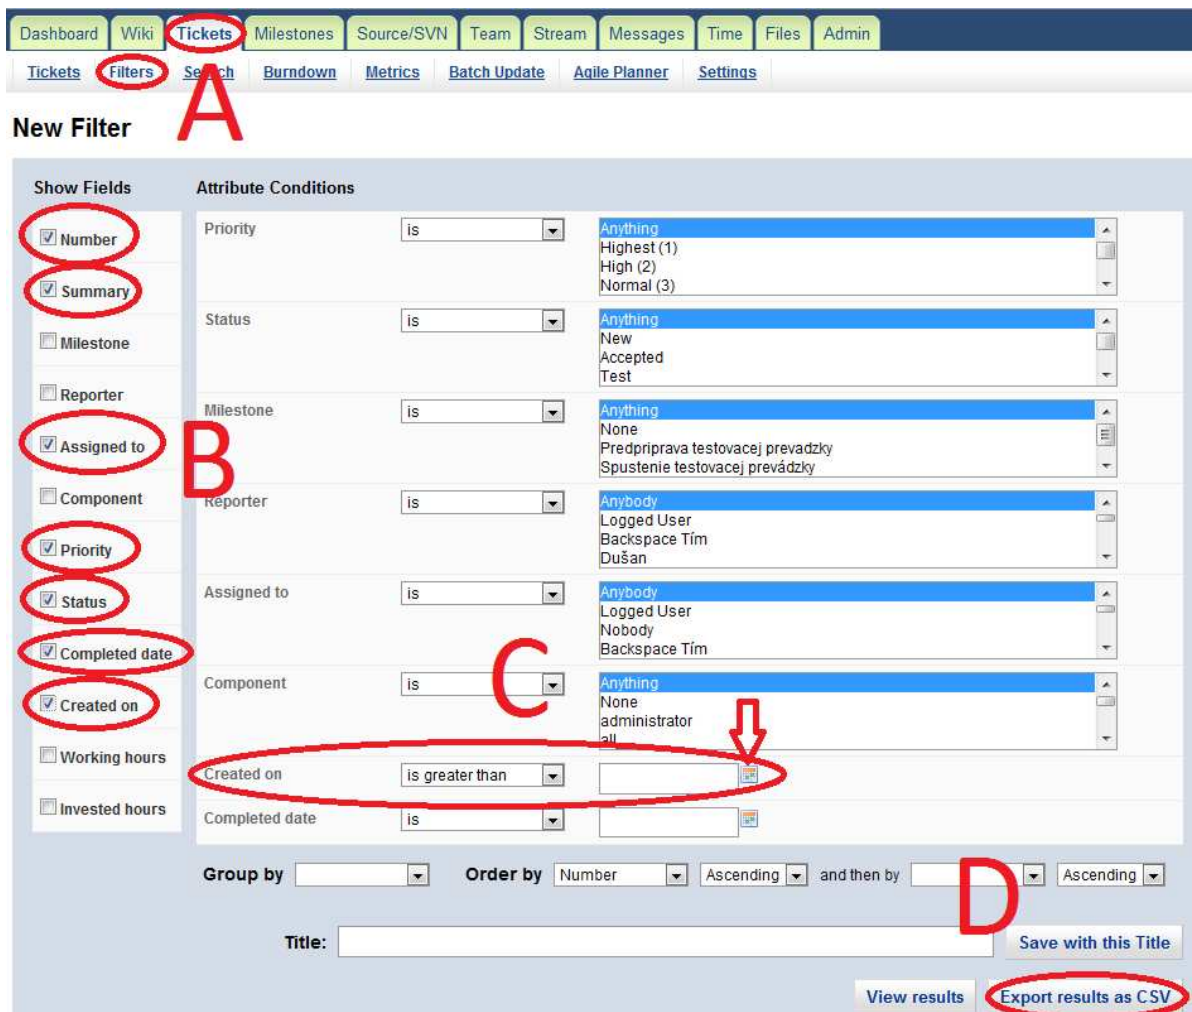 Dashboard Wiki Tickets Milestones Source/SVN Team Stream Messages Time Files Admin
Tickets Filters Search Burndown Metrics Batch Update Agile Planner Settings
A
New Filter
Show Fields Attribute Conditions
Number
Summary
Milestone
Reporter
Assigned to
Component
Priority
Status
Completed date
Created on
Working hours
Invested hours
B
Priority is Anything
Highest (1)
High (2)
Normal (3)
Status is Anything
New
Accepted
Test
Milestone is Anything
None
Predpriprava testovacej prevadzky
Spustenie testovacej prevádzky
Reporter is Anybody
Logged User
Backspace Tím
Dušan
Assigned to is Anybody
Logged User
Nobody
Backspace Tím
C
Component is Anything
None
administrator
all
Created on is greater than
Completed date is
Group by Order by Number Ascending and then by Ascending
D
Title: Save with this Title
View results Export results as CSV